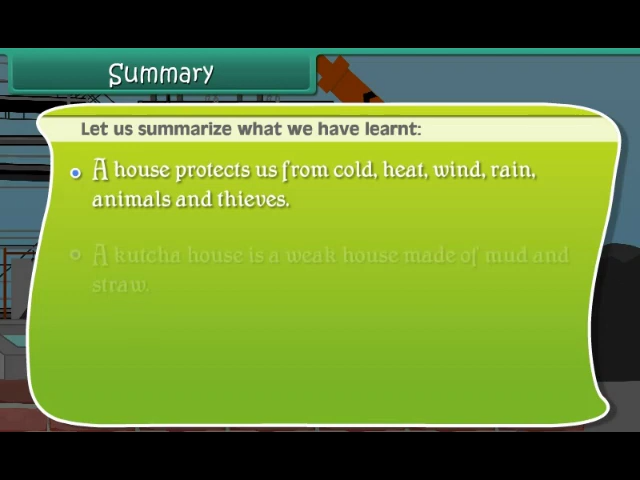 Summary
Let us summarize what we have learnt:
A house protects us from cold, heat, wind, rain,
animals and thieves.
A kutcha house is a weak house made of mud and
straw.